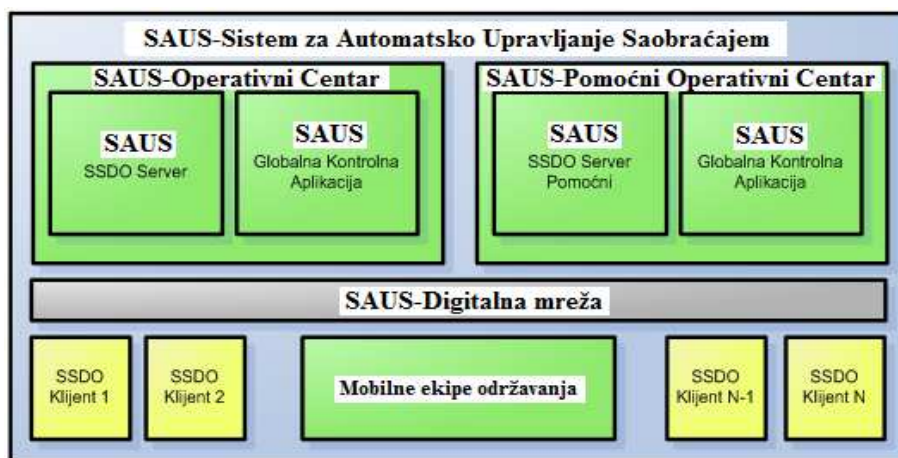 SAUS-Sistem za Automatsko Upravljanje Saobraćajem
SAUS-Operativni Centar
SAUS
SSDO Server
SAUS
Globalna Kontrolna
Aplikacija
SAUS-Pomoćni Operativni Centar
SAUS
SSDO Server
Pomoćni
SAUS
Globalna Kontrolna
Aplikacija
SAUS-Digitalna mreža
SSDO
Klijent 1
SSDO
Klijent 2
Mobilne ekipe održavanja
SSDO
Klijent N-1
SSDO
Klijent N